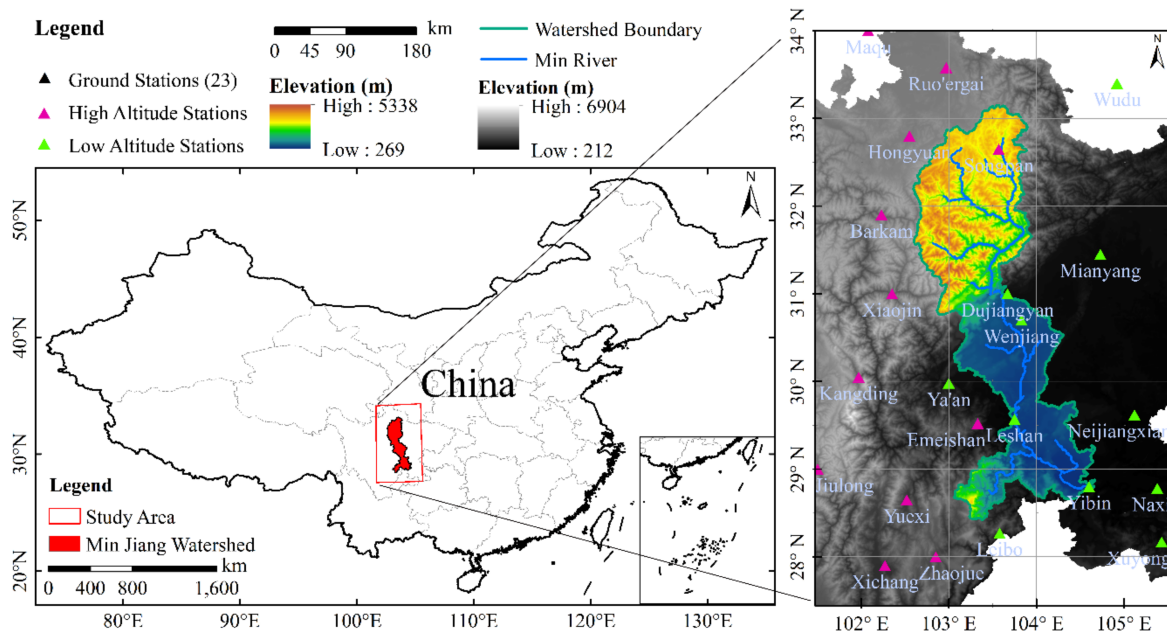 Legend
0 45 90 180 km
Watershed Boundary
Min River
Ground Stations (23)
High Altitude Stations
Low Altitude Stations
Elevation (m)
High : 5338
Low : 269
Elevation (m)
High : 6904
Low : 212
N
50°N
40°N
30°N
20°N
80°E 90°E 100°E 110°E 120°E 130°E
China
Legend
Study Area
Min Jiang Watershed
km
0 400 800 1,600
N
34° N
33° N
32° N
31° N
30° N
29° N
28° N
102° E 103° E 104° E 105° E
Maqu
Ruo'ergai
Wudu
Hongyuan
Songpan
Barkam
Mianyang
Xiaojin
Dujiangyan
Wenjiang
Kangding
Ya'an
Emeishan
Leshan
Neijiangxian
Jiulong
Yuexi
Yibin
Naxi
Leibo
Xuyong
Xichang
Zhaojue